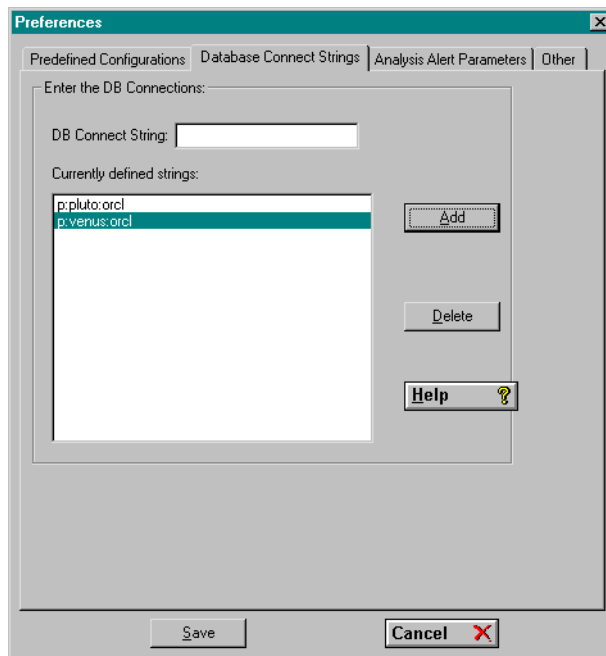 Preferences
Predefined Configurations Database Connect Strings Analysis Alert Parameters Other
Enter the DB Connections:
DB Connect String:
Currently defined strings:
p:pluto:orcl
p:venus:orcl
Add
Delete
Help ?
Save Cancel